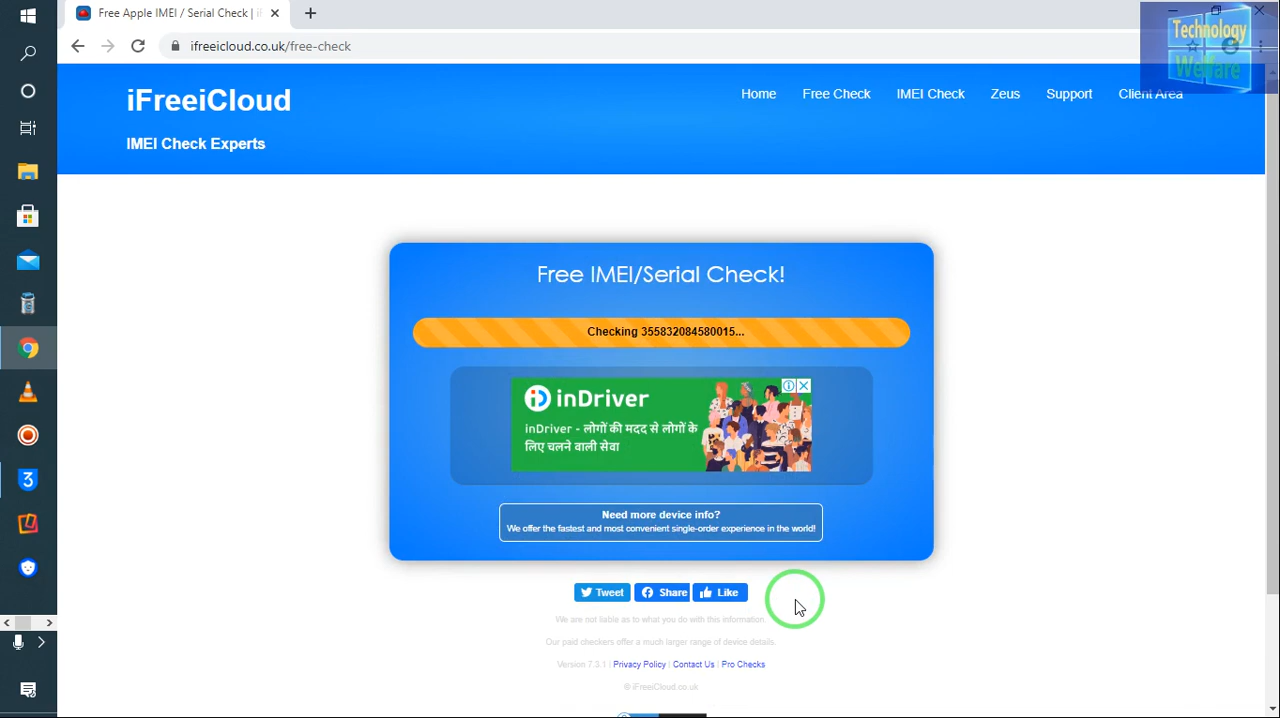 Free Apple IMEI / Serial Check | iF
Technology
Welfare
ifreeicloud.co.uk/free-check
iFreeiCloud
Home
Free Check
IMEI Check
Zeus
Support
Client Area
IMEI Check Experts
Free IMEI/Serial Check!
Checking 355832084580015...
inDriver
inDriver - लोगों की मदद से लोगों के
लिए चलने वाली सेवा
Need more device info?
We offer the fastest and most convenient single-order experience in the world!
Tweet
Share
Like
We are not liable as to what you do with this information.
Our paid checkers offer a much larger range of device details.
Version 7.3.1 | Privacy Policy | Contact Us | Pro Checks
© iFreeiCloud.co.uk